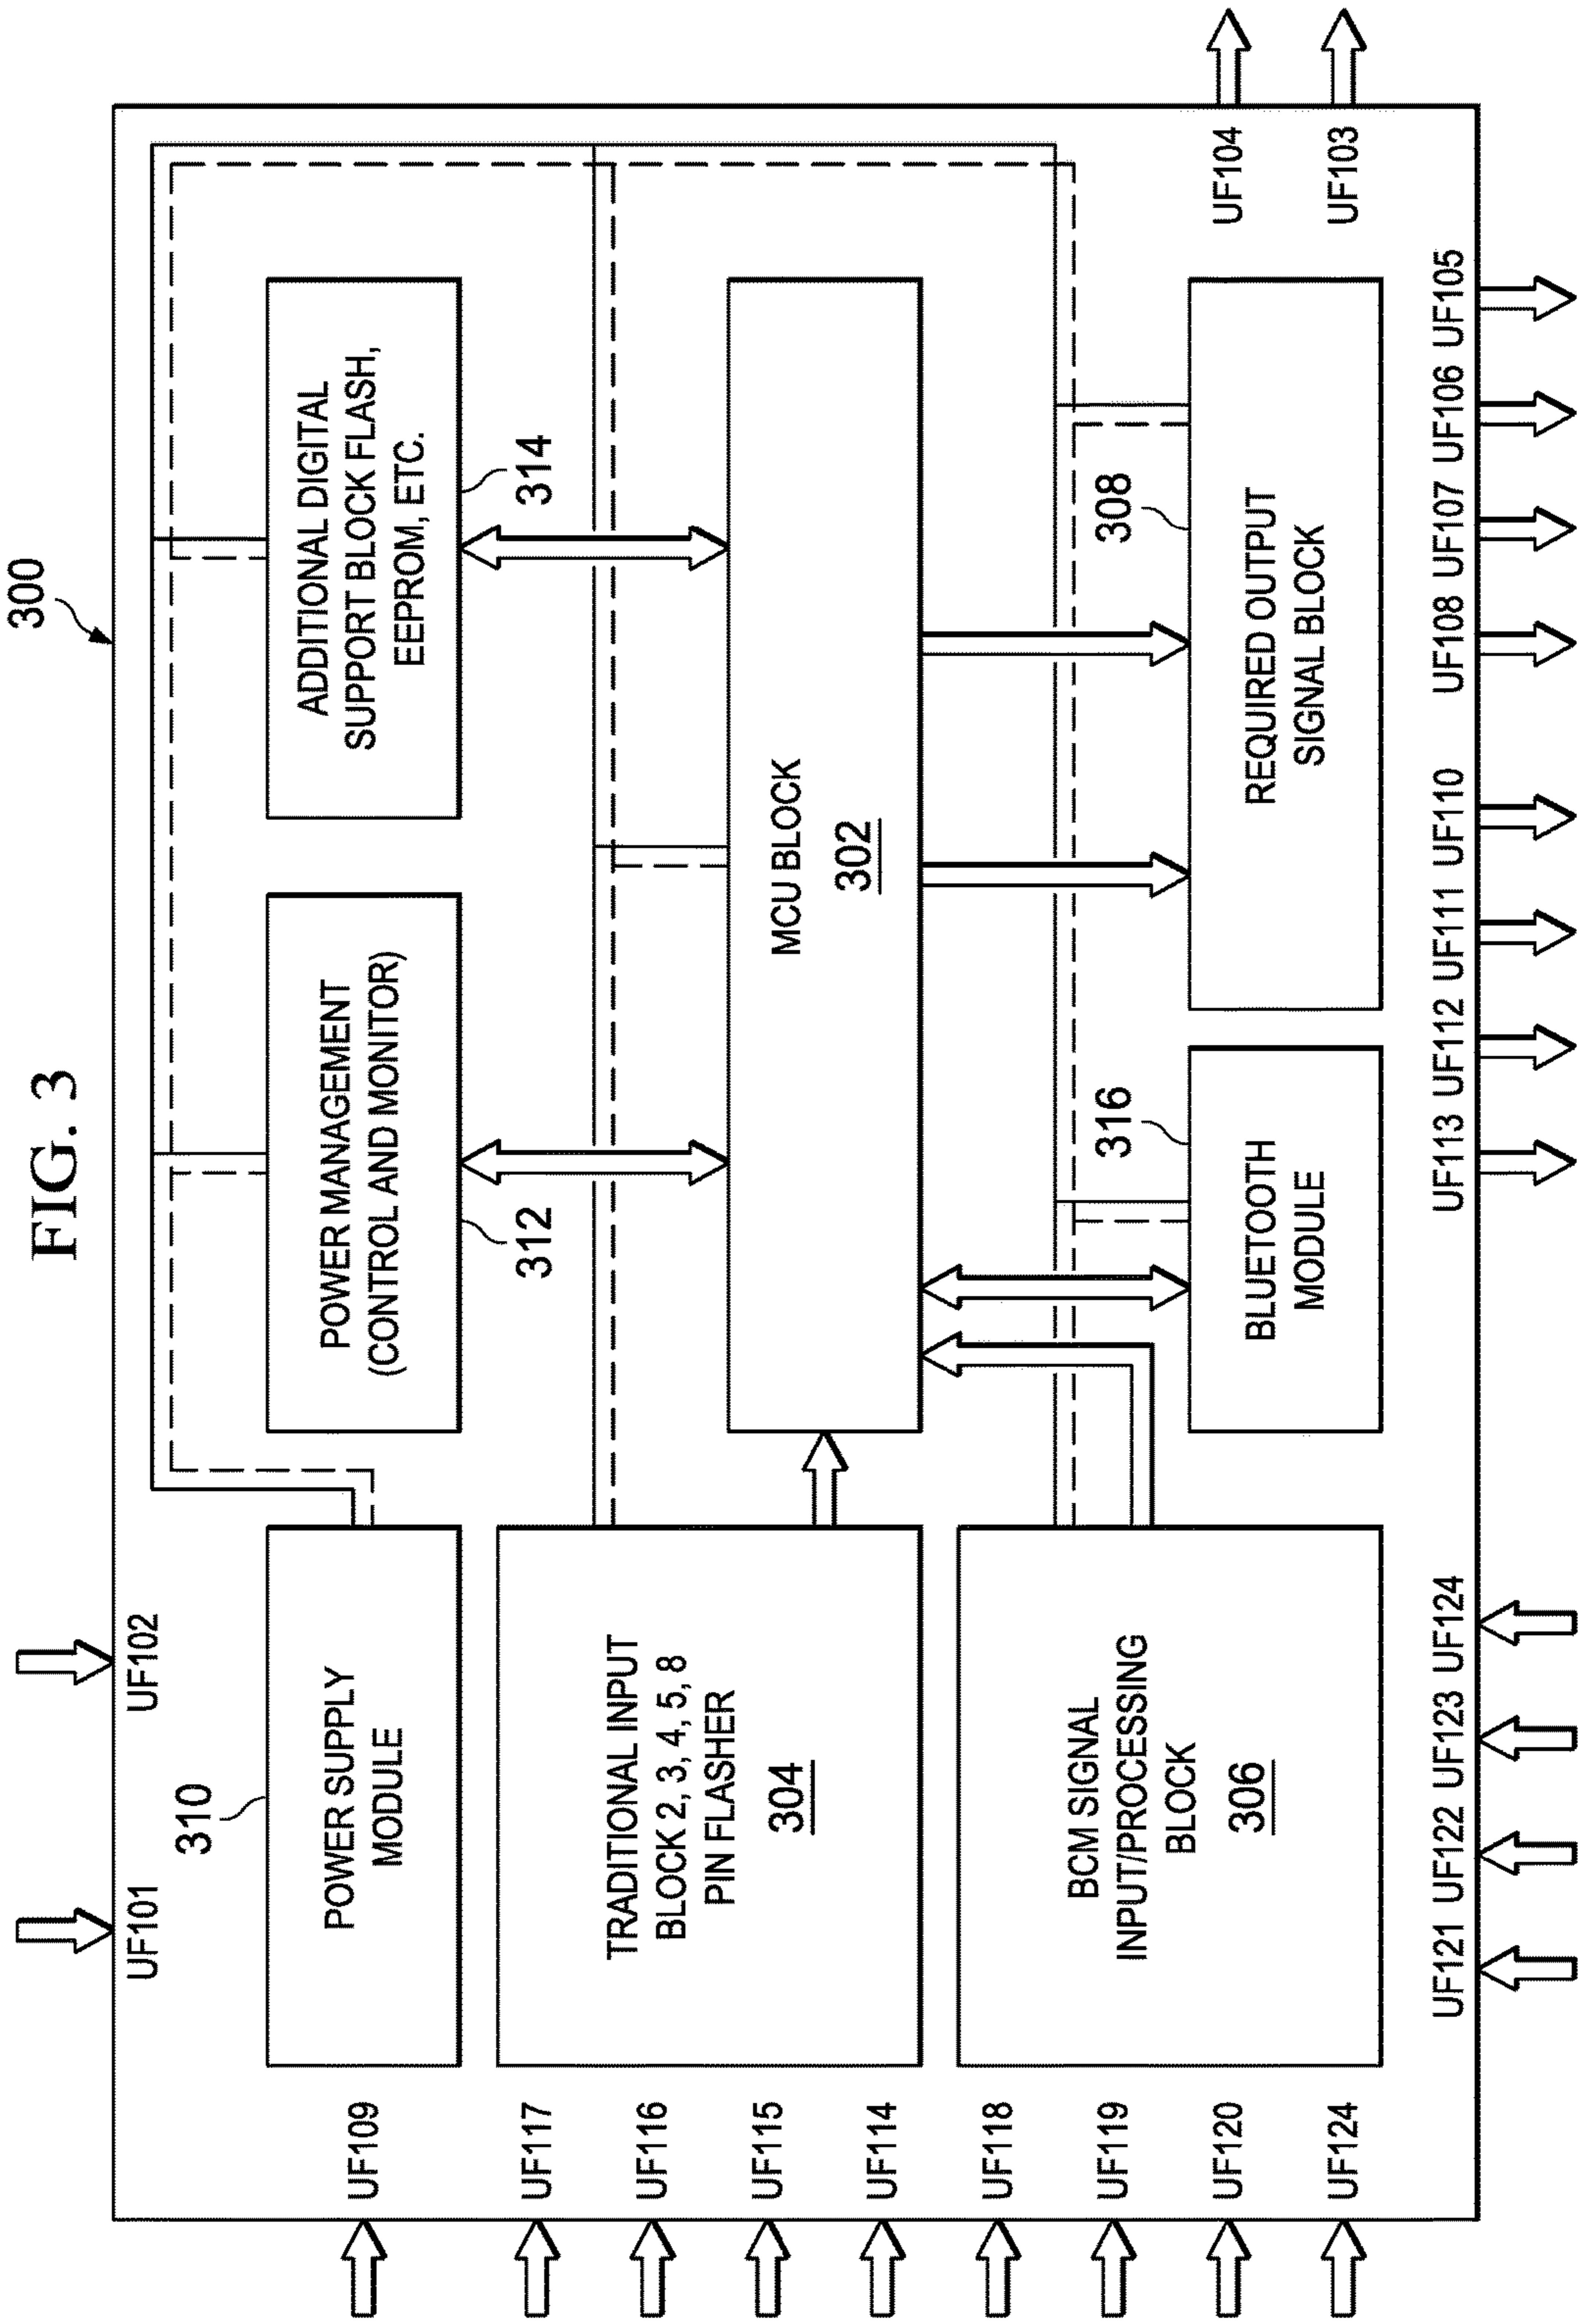 FIG. 3
300
UF101
UF102
310
POWER SUPPLY
MODULE
POWER MANAGEMENT
(CONTROL AND MONITOR)
312
ADDITIONAL DIGITAL
SUPPORT BLOCK FLASH,
EEPROM, ETC.
314
TRADITIONAL INPUT
BLOCK 2, 3, 4, 5, 8
PIN FLASHER
304
MCU BLOCK
302
BCM SIGNAL
INPUT/PROCESSING
BLOCK
306
316
BLUETOOTH
MODULE
308
REQUIRED OUTPUT
SIGNAL BLOCK
UF109
UF117
UF116
UF115
UF114
UF118
UF119
UF120
UF124
UF104
UF103
UF121
UF122
UF123
UF124
UF113
UF112
UF111
UF110
UF108
UF107
UF106
UF105